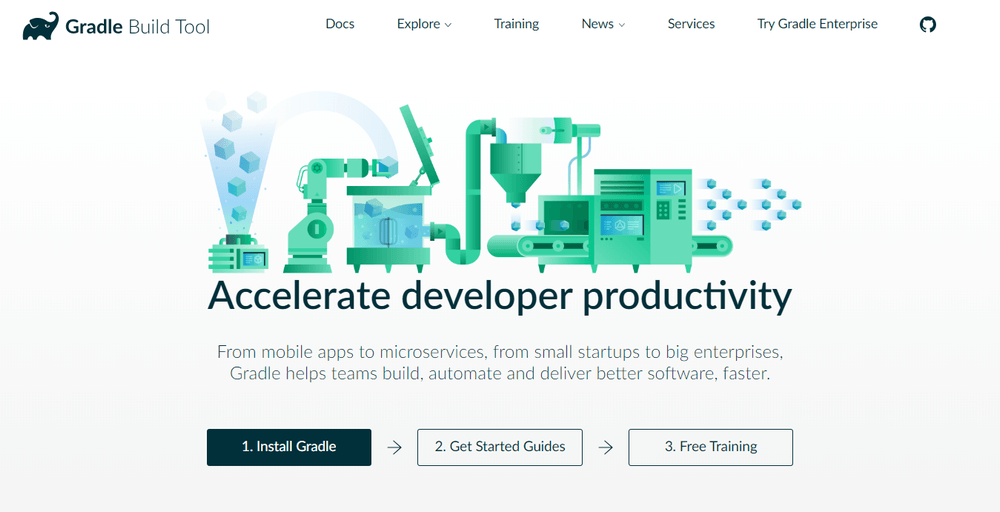 Gradle Build Tool
Docs
Explore
Training
News
Services
Try Gradle Enterprise
Accelerate developer productivity
From mobile apps to microservices, from small startups to big enterprises,
Gradle helps teams build, automate and deliver better software, faster.
1. Install Gradle
2. Get Started Guides
3. Free Training